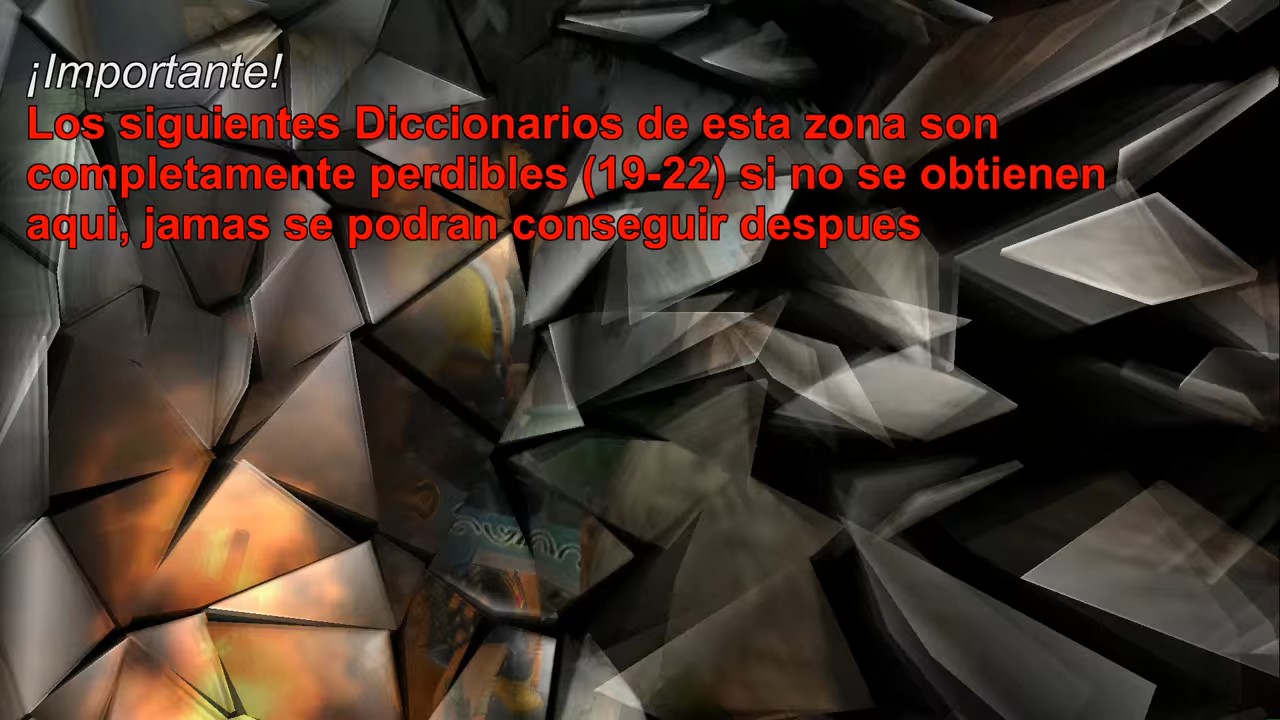 ¡Importante!
Los siguientes Diccionarios de esta zona son
completamente perdibles (19-22) si no se obtienen
aqui, jamas se podran conseguir despues